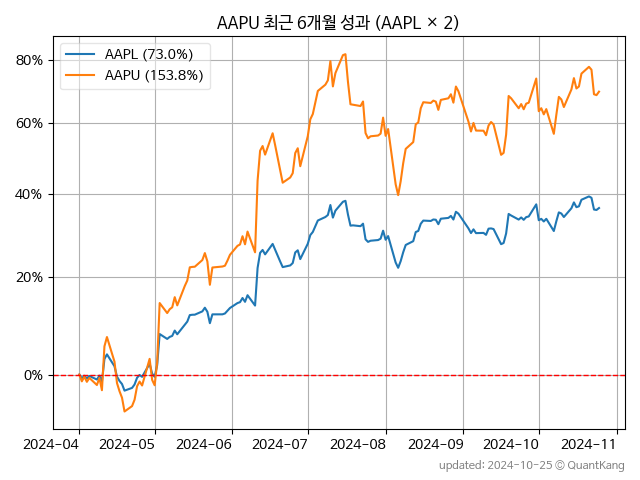 AAPU 최근 6개월 성과 (AAPL × 2)
AAPL (73.0%)
AAPU (153.8%)
80%
60%
40%
20%
0%
2024-04 2024-05 2024-06 2024-07 2024-08 2024-09 2024-10 2024-11
updated: 2024-10-25 © QuantKang